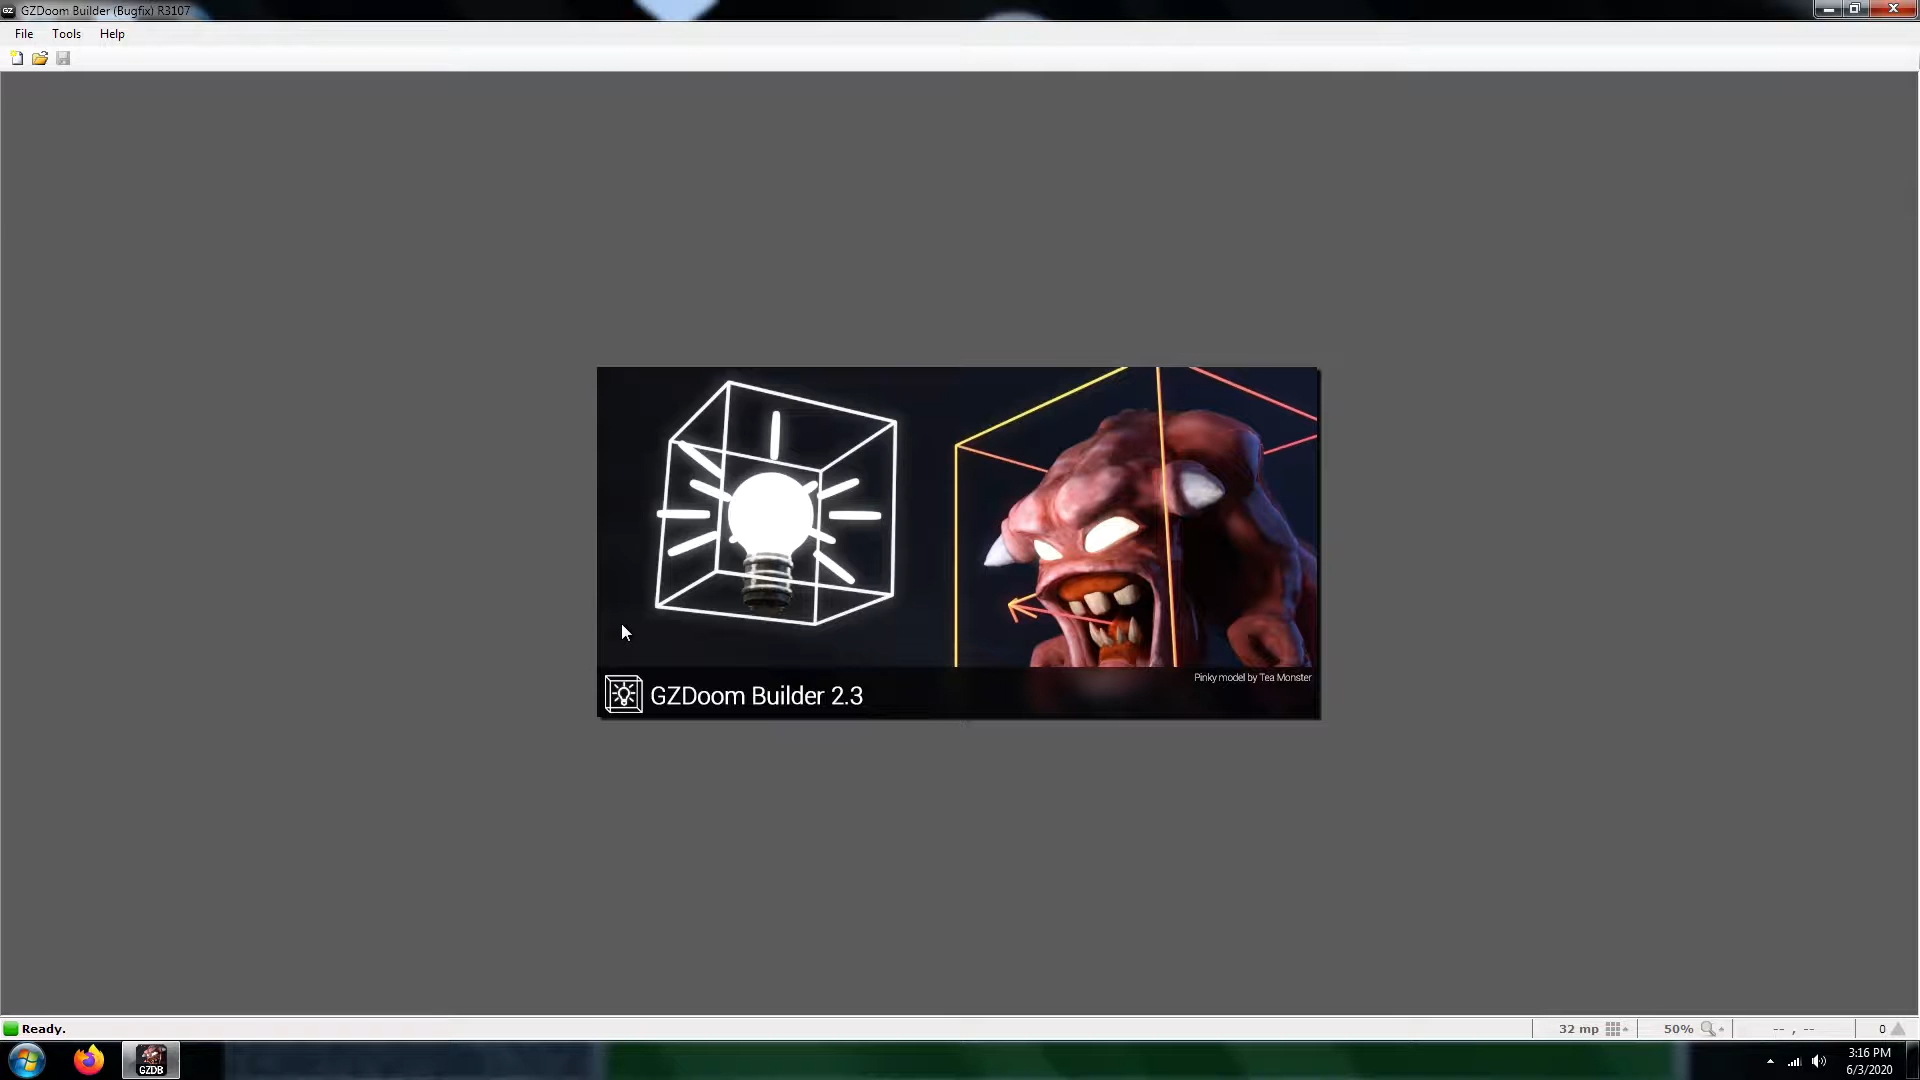 GZDoom Builder (Bugfix) R3107
File Tools Help
GZDoom Builder 2.3
Pinky model by Tea Monster
Ready.
32 mp
50%
-- , --
0
GZDB
3:16 PM
6/3/2020